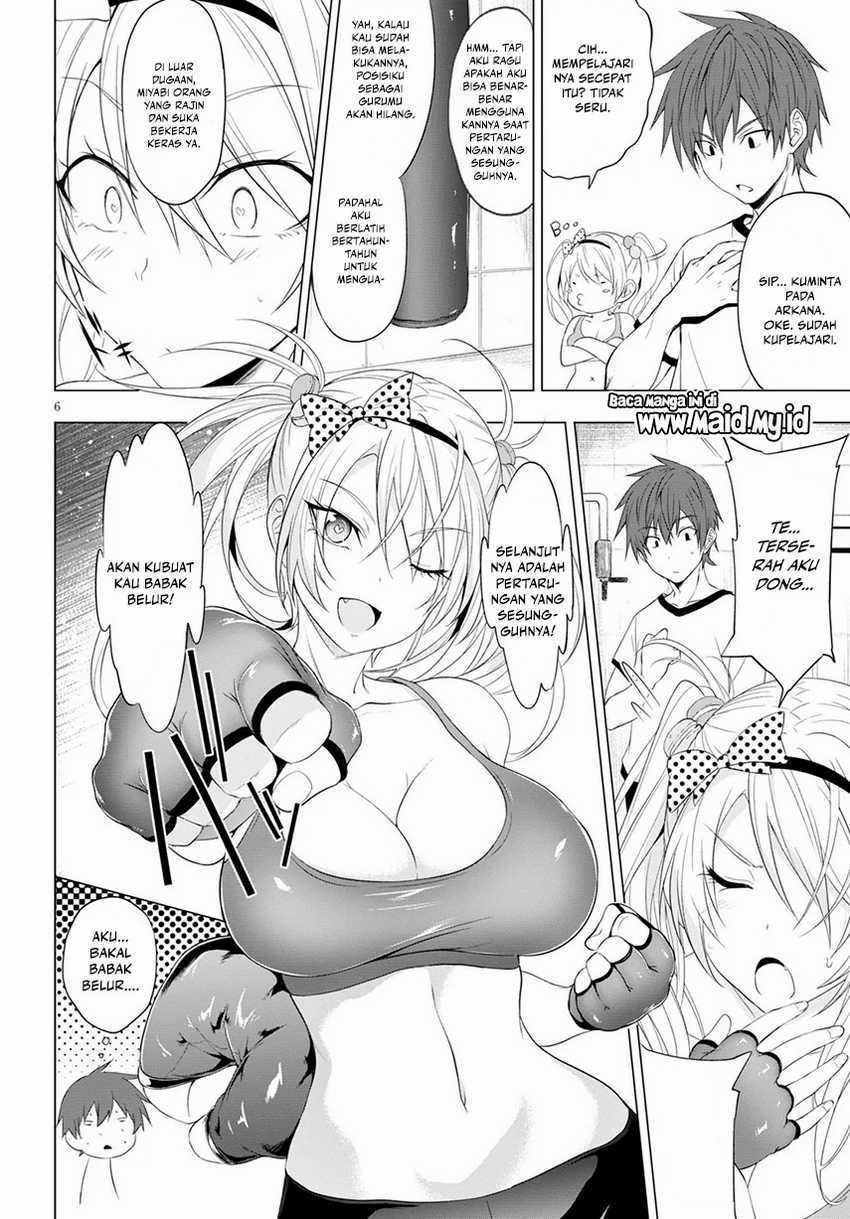 CIH...
MEMPELAJARI
NYA SECEPAT
ITU? TIDAK
SERU.
BOO..
SIP... KUMINTA
PADA
ARKANA.
OKE. SUDAH
KUPELAJARI.
HMM... TAPI
AKU RAGU
APAKAH AKU
BISA BENAR-
BENAR
MENGGUNA
KANNYA SAAT
PERTARU-
NGAN YANG
SESUNG-
GUHNYA.
YAH, KALAU
KAU SUDAH
BISA MELA-
KUKANNYA,
POSISIKU
SEBAGAI
GURUMU
AKAN HILANG.
PADAHAL
AKU
BERLATIH
BERTAHUN-
TAHUN
UNTUK
MENGUA-
DI LUAR
DUGAAN,
MIYABI ORANG
YANG RAJIN
DAN SUKA
BEKERJA
KERAS YA.
6
Baca Manga ini di
www.Maid.my.id
TE...
TERSE-
RAH AKU
DONG...
SELANJUT
NYA ADALAH
PERTARU-
NGAN YANG
SESUNG-
GUHNYA!
AKAN KUBUAT
KAU BABAK
BELUR!
AKU...
BAKAL
BABAK
BELUR....